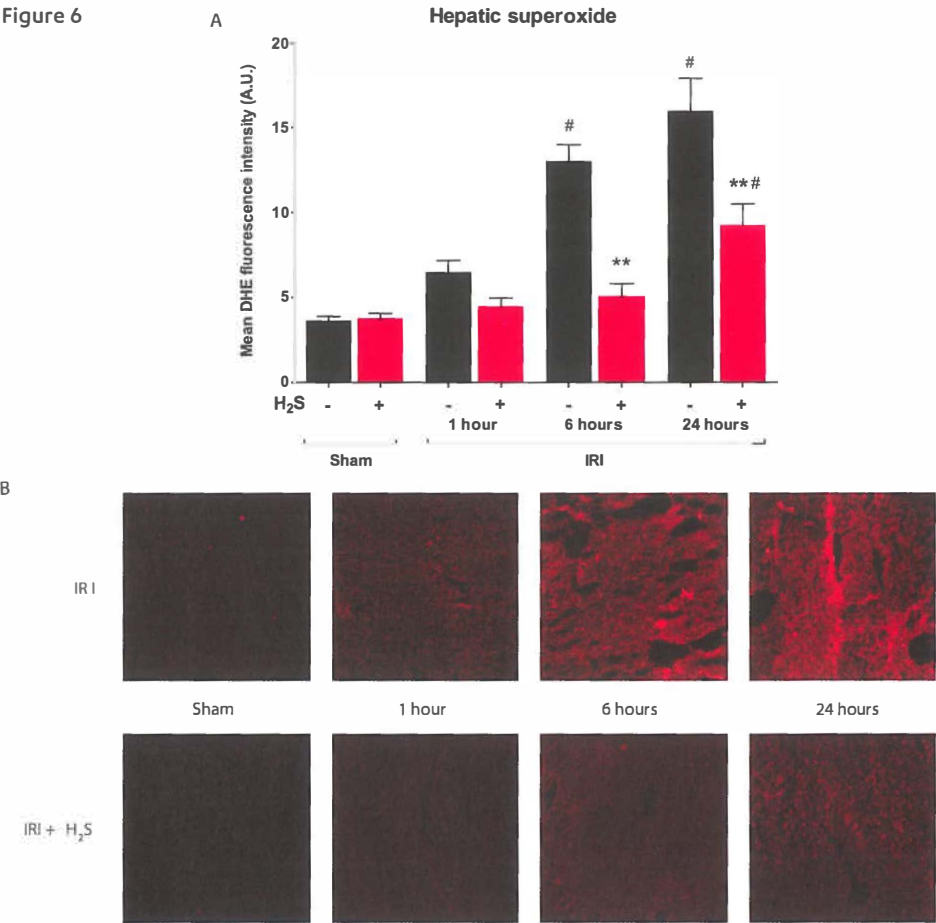 Figure 6
A
Hepatic superoxide
Mean DHE fluorescence intensity (A.U.)
20
15
10
5
0
#
#
**
**#
H₂S - + - + - + - +
1 hour 6 hours 24 hours
Sham IRI
B
IRI
Sham 1 hour 6 hours 24 hours
IRI + H₂S